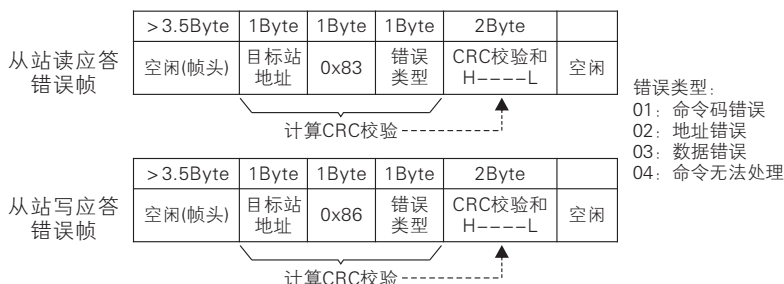 >3.5Byte 1Byte 1Byte 1Byte 2Byte
从站读应答
错误帧
空闲(帧头) 目标站
地址 0x83 错误
类型 CRC校验和
H----L 空闲
计算CRC校验
错误类型:
01：命令码错误
02：地址错误
03：数据错误
04：命令无法处理
>3.5Byte 1Byte 1Byte 1Byte 2Byte
从站写应答
错误帧
空闲(帧头) 目标站
地址 0x86 错误
类型 CRC校验和
H----L 空闲
计算CRC校验